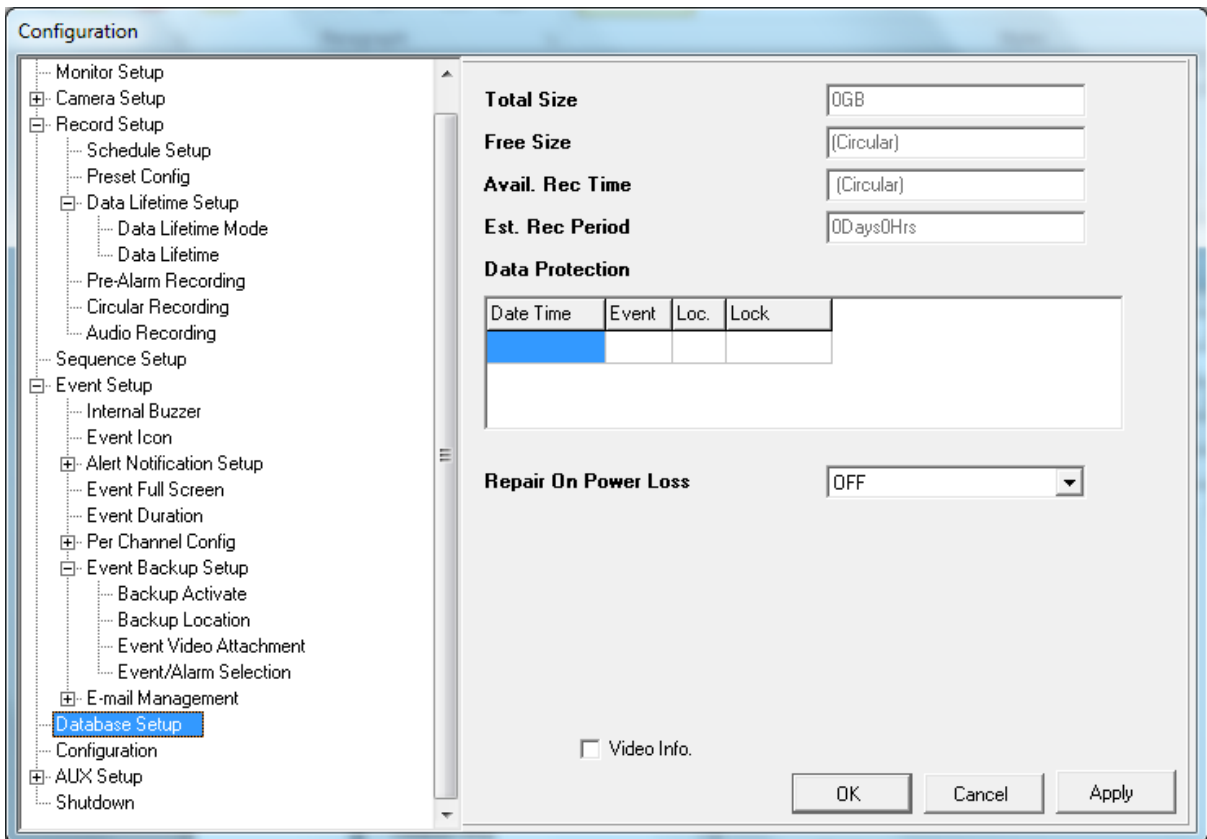 Configuration
Monitor Setup
Camera Setup
Record Setup
Schedule Setup
Preset Config
Data Lifetime Setup
Data Lifetime Mode
Data Lifetime
Pre-Alarm Recording
Circular Recording
Audio Recording
Sequence Setup
Event Setup
Internal Buzzer
Event Icon
Alert Notification Setup
Event Full Screen
Event Duration
Per Channel Config
Event Backup Setup
Backup Activate
Backup Location
Event Video Attachment
Event/Alarm Selection
E-mail Management
Database Setup
Configuration
AUX Setup
Shutdown
Total Size 0GB
Free Size (Circular)
Avail. Rec Time (Circular)
Est. Rec Period 0Days0Hrs
Data Protection
Date Time Event Loc. Lock
Repair On Power Loss OFF
Video Info.
OK Cancel Apply